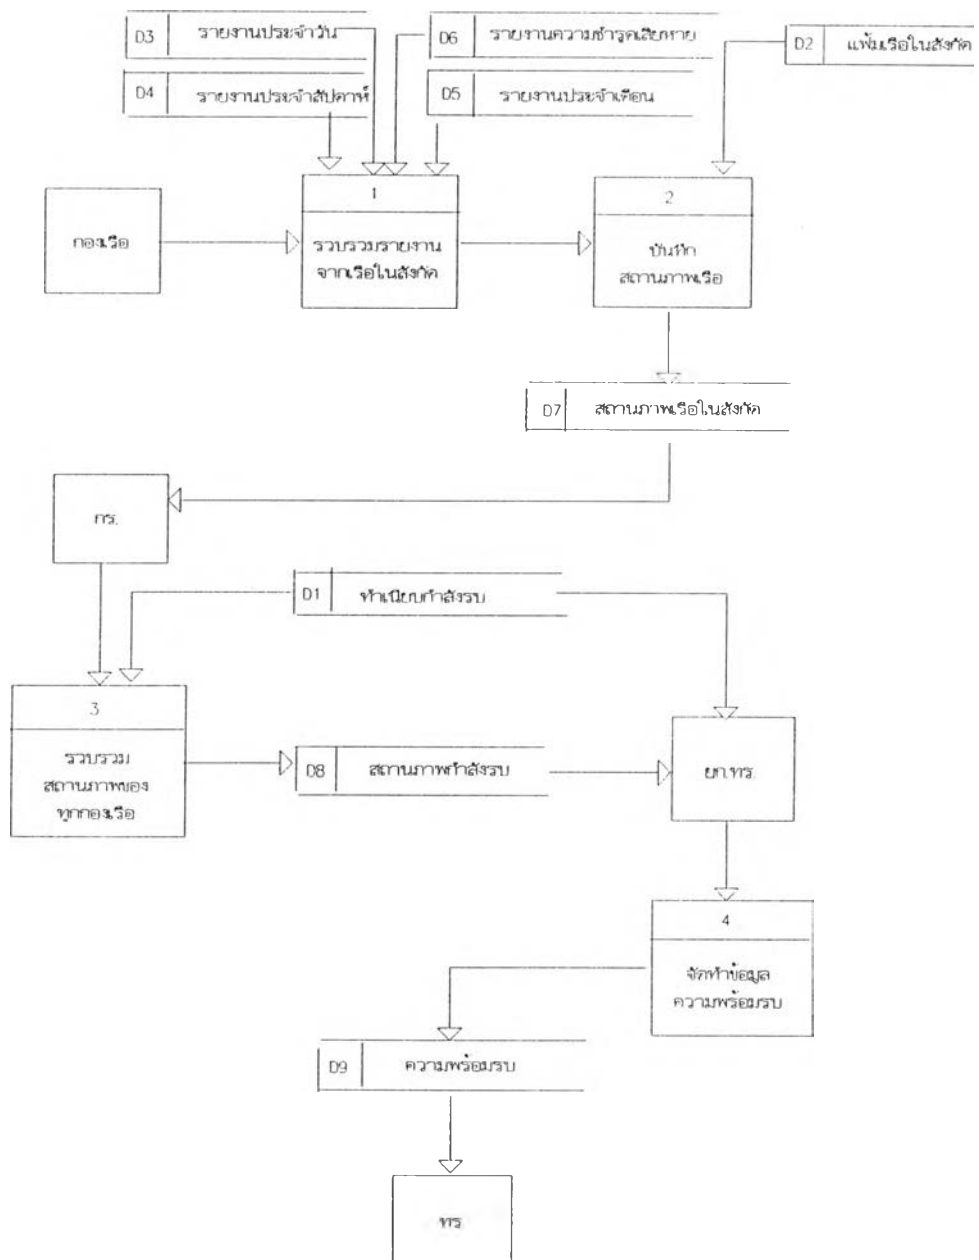 D3 รายงานประจำวัน
D6 รายงานความชำรุดเสียหาย
D2 แฟ้มเรือในสังกัด
D4 รายงานประจำสัปดาห์
D5 รายงานประจำเดือน
กองเรือ
1
รวบรวมรายงาน
จากเรือในสังกัด
2
บันทึก
สถานภาพเรือ
D7 สถานภาพเรือในสังกัด
กร.
D1 ทำเนียบกำลังรบ
3
รวบรวม
สถานภาพของ
ทุกกองเรือ
D8 สถานภาพกำลังรบ
ยก.ทร.
4
จัดทำข้อมูล
ความพร้อมรบ
D9 ความพร้อมรบ
ทร